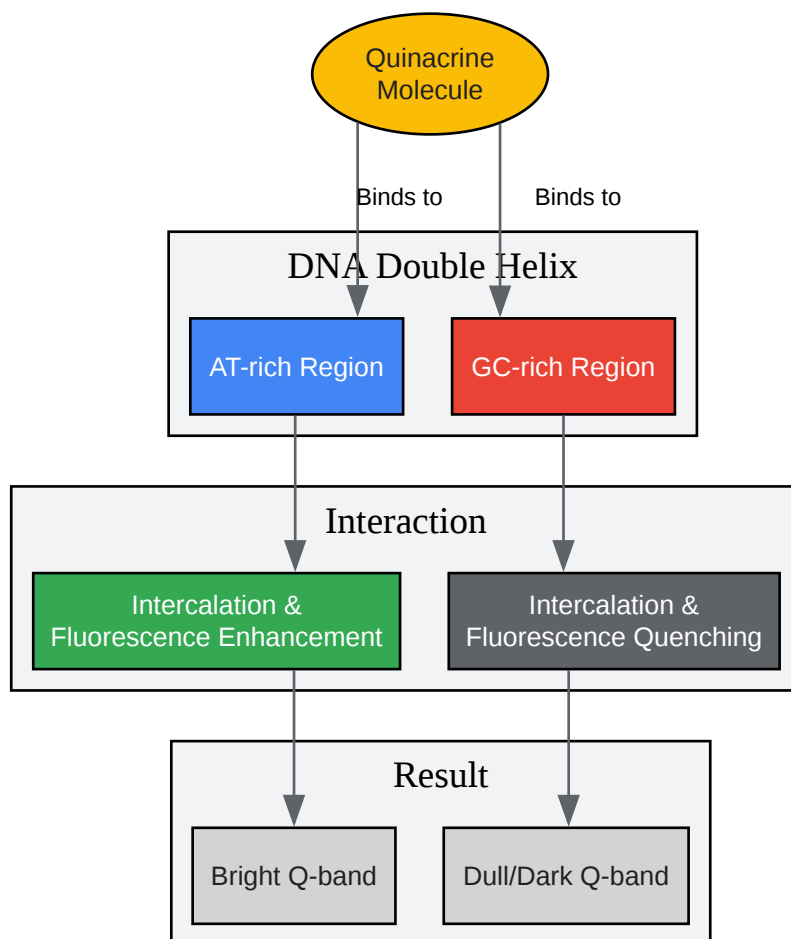 Quinacrine
Molecule
Binds to
Binds to
DNA Double Helix
AT-rich Region
GC-rich Region
Interaction
Intercalation &
Fluorescence Enhancement
Intercalation &
Fluorescence Quenching
Result
Bright Q-band
Dull/Dark Q-band